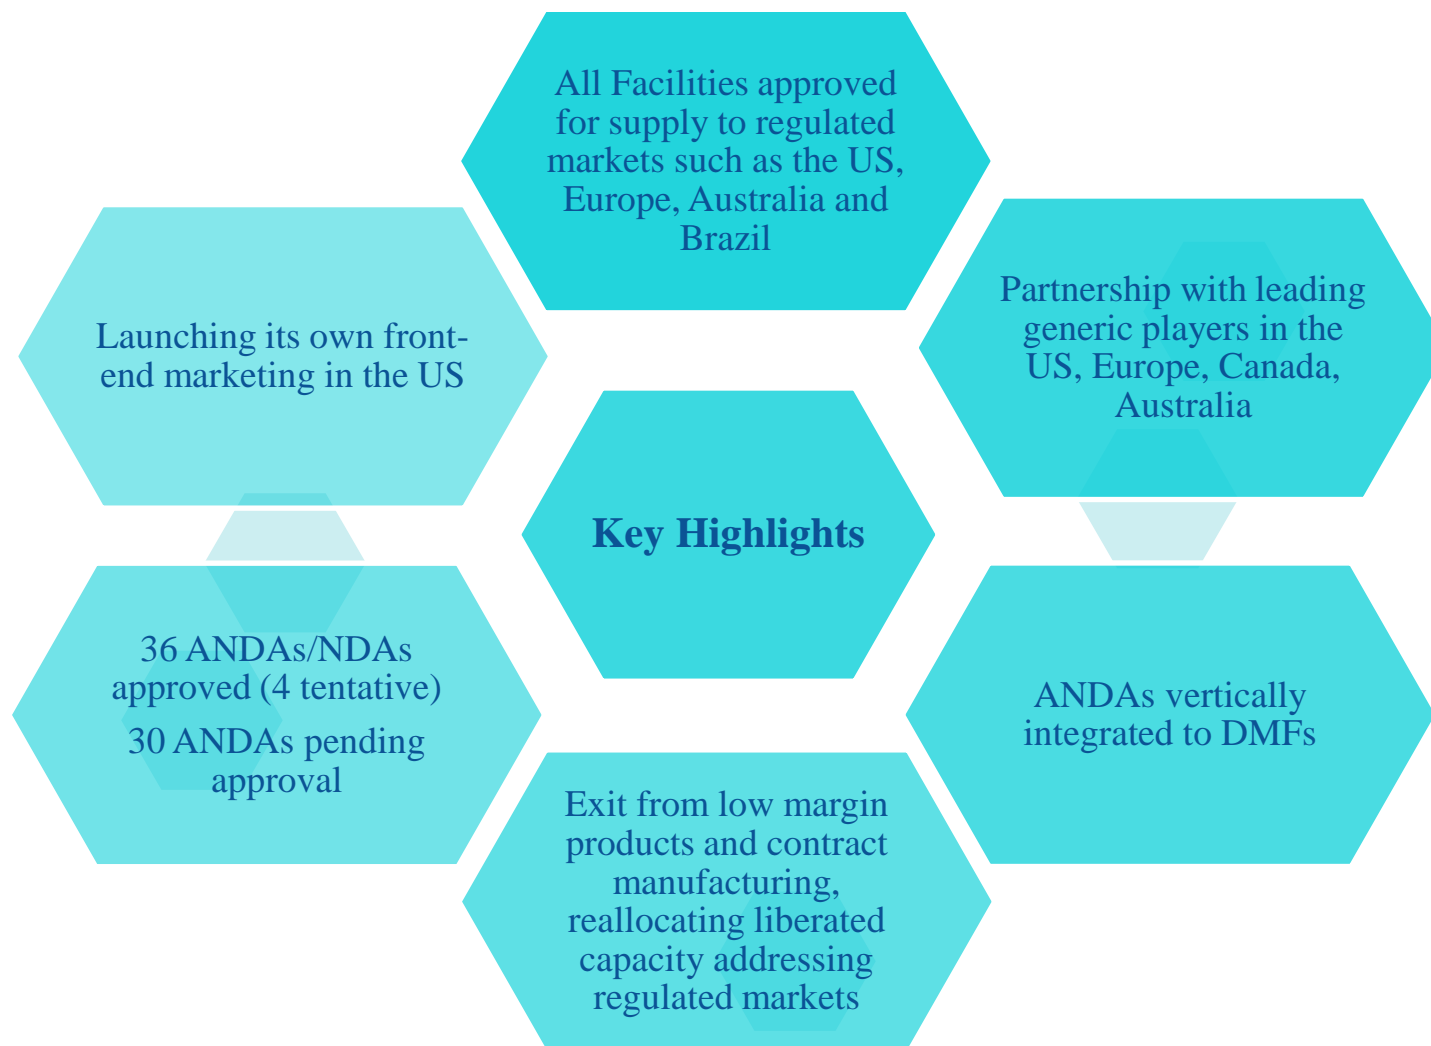 All Facilities approved
for supply to regulated
markets such as the US,
Europe, Australia and
Brazil
Partnership with leading
generic players in the
US, Europe, Canada,
Australia
Launching its own front-
end marketing in the US
Key Highlights
36 ANDAs/NDAs
approved (4 tentative)
30 ANDAs pending
approval
ANDAs vertically
integrated to DMFs
Exit from low margin
products and contract
manufacturing,
reallocating liberated
capacity addressing
regulated markets